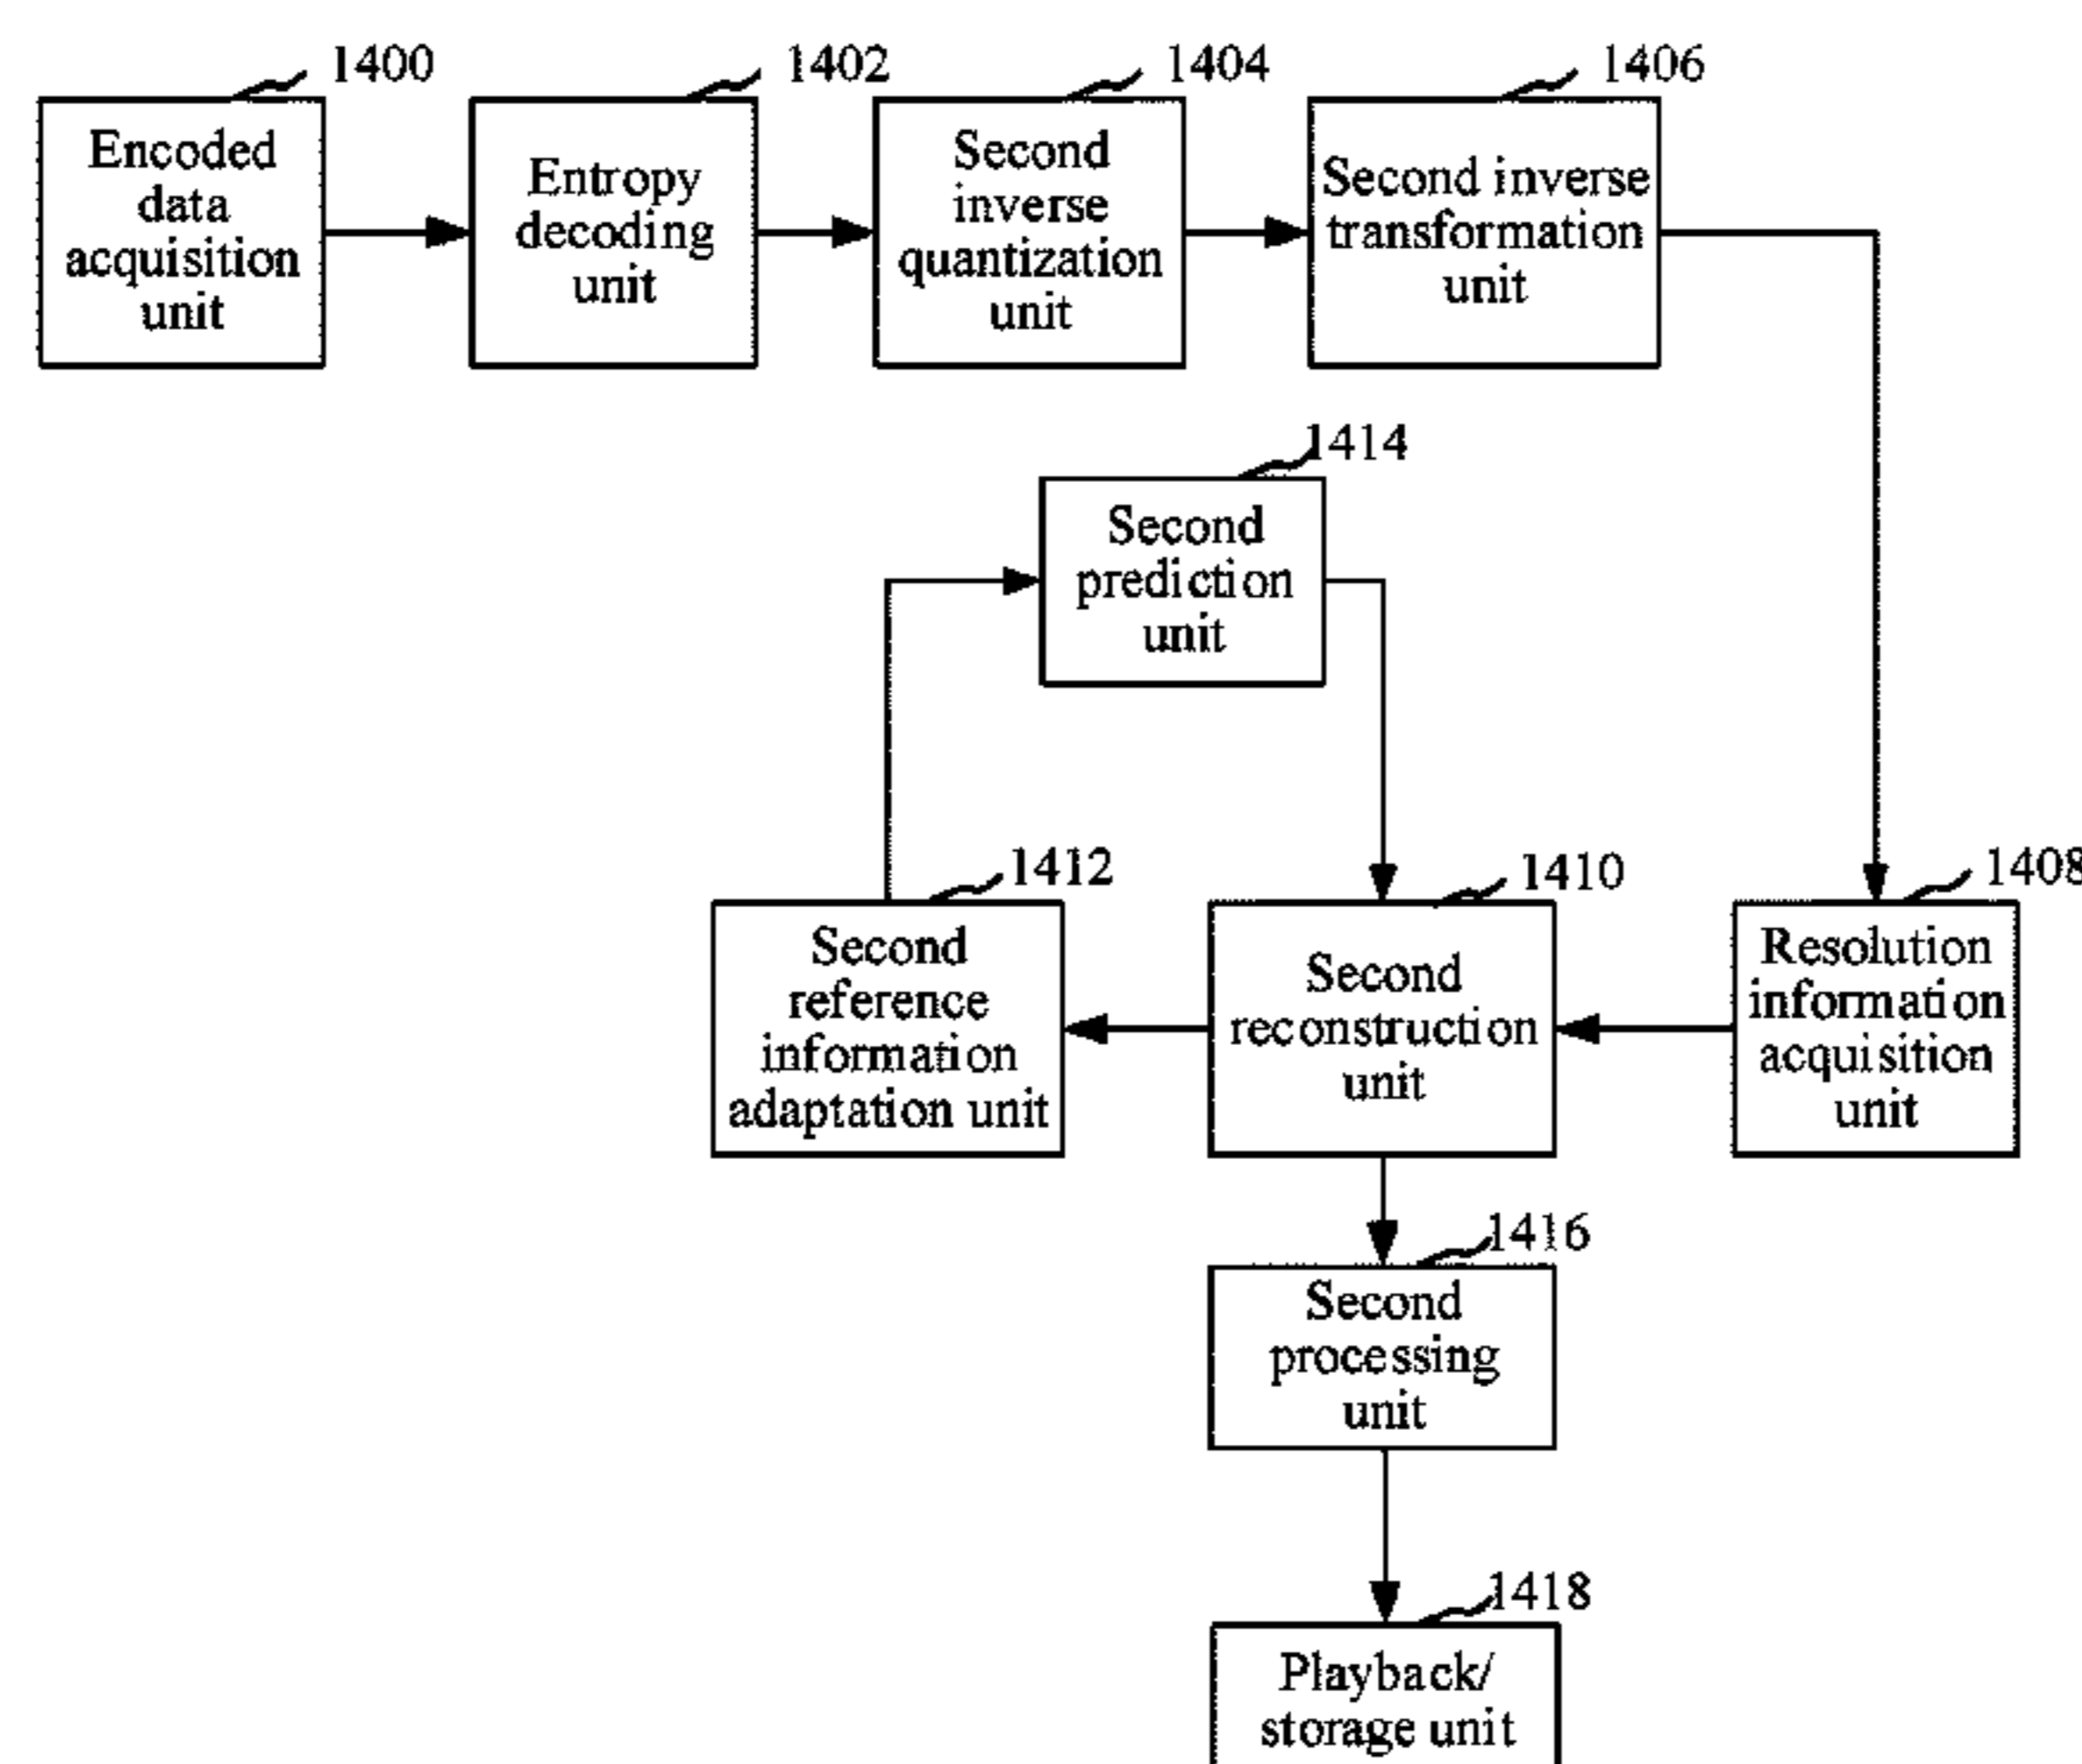 1400
1402
1404
1406
Encoded
data
acquisition
unit
Entropy
decoding
unit
Second
inverse
quantization
unit
Second inverse
transformation
unit
1414
Second
prediction
unit
1412
1410
1408
Second
reference
information
adaptation unit
Second
reconstruction
unit
Resolution
information
acquisition
unit
1416
Second
processing
unit
1418
Playback/
storage unit